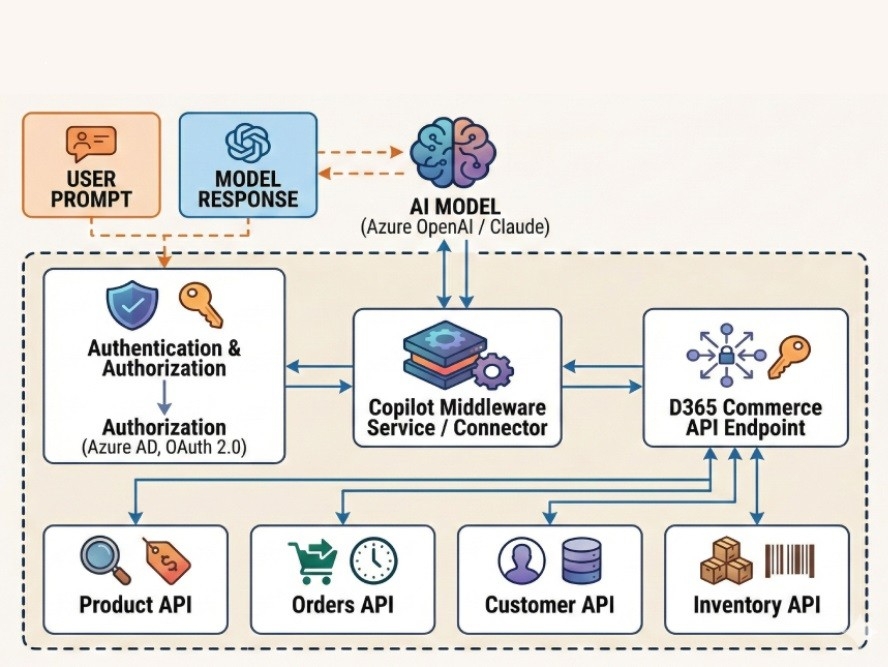 USER
PROMPT
MODEL
RESPONSE
AI MODEL
(Azure OpenAI / Claude)
Authentication &
Authorization
Authorization
(Azure AD, OAuth 2.0)
Copilot Middleware
Service / Connector
D365 Commerce
API Endpoint
Product API
Orders API
Customer API
Inventory API